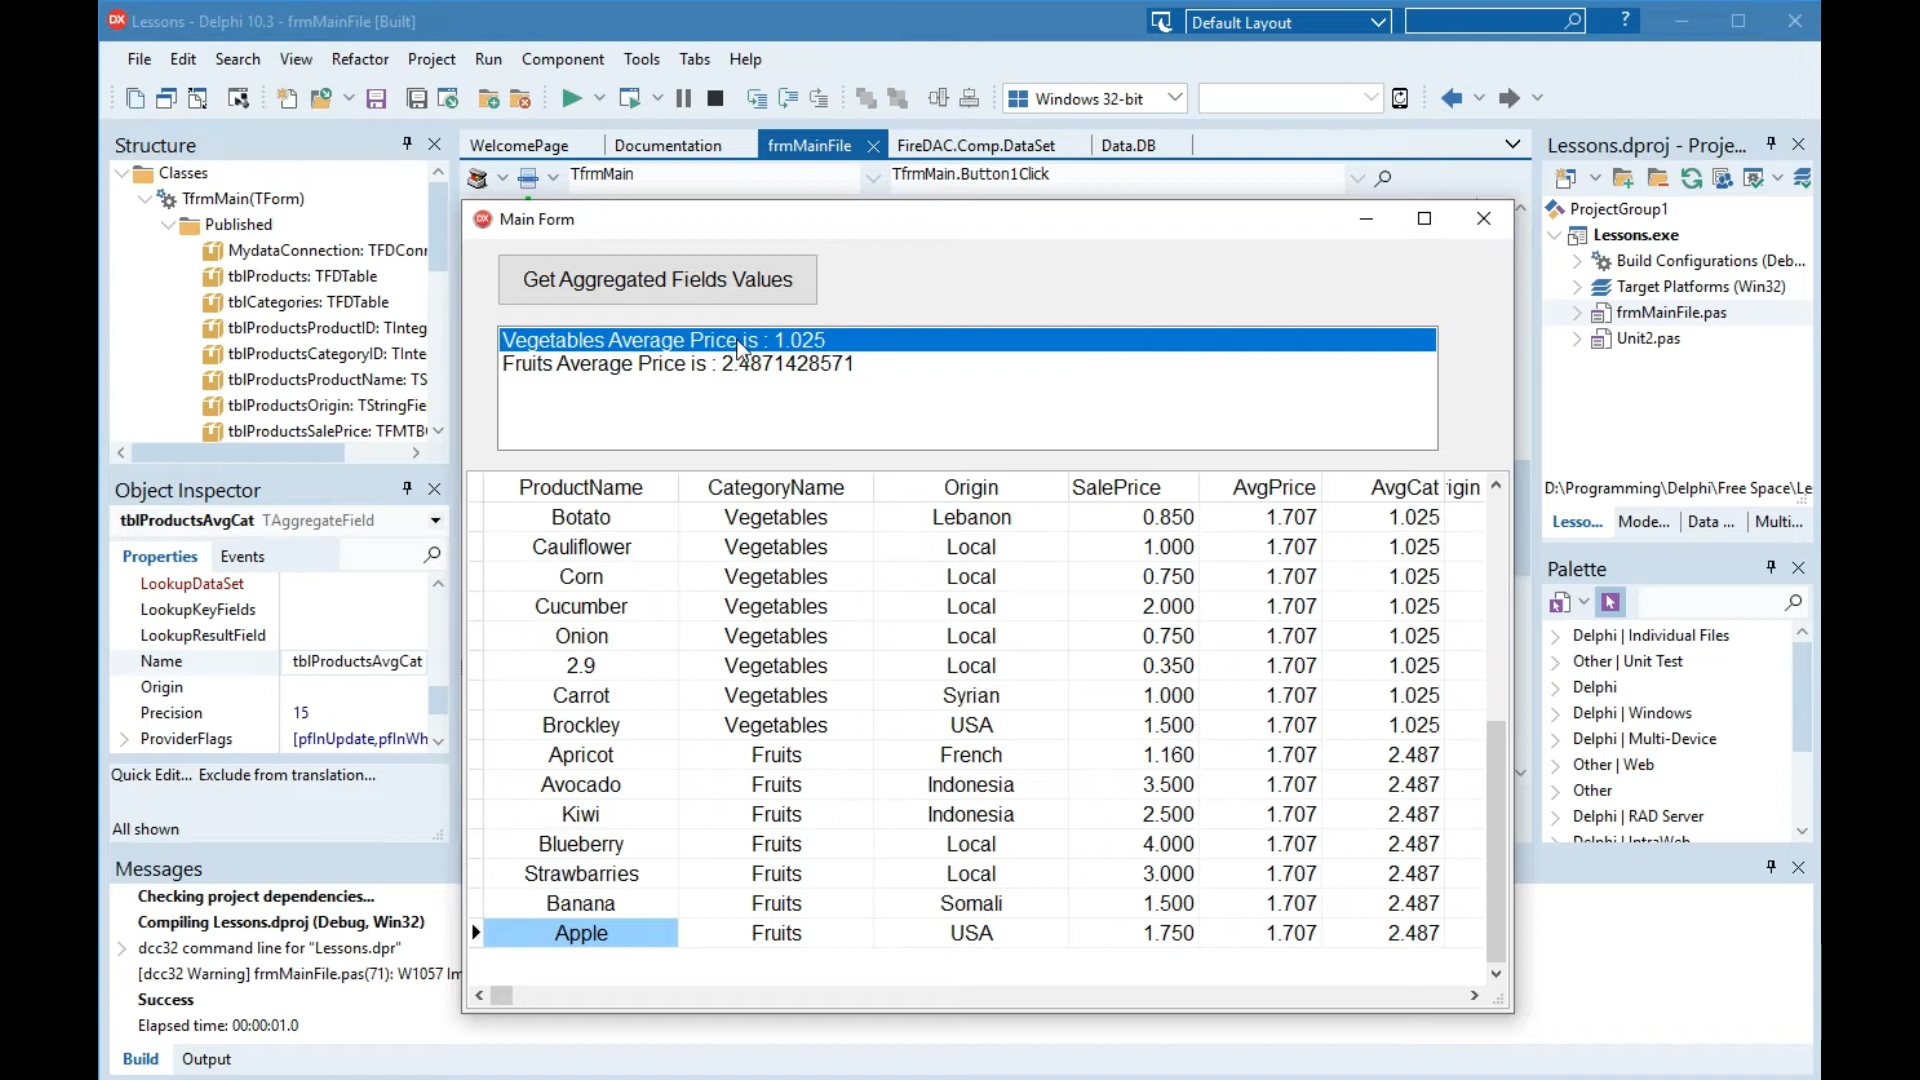 Lessons - Delphi 10.3 - frmMainFile [Built]
Default Layout
?
File Edit Search View Refactor Project Run Component Tools Tabs Help
Windows 32-bit
Structure
Classes
TfrmMain(TForm)
Published
MydataConnection: TFDConr
tblProducts: TFDTable
tblCategories: TFDTable
tblProductsProductID: TInteg
tblProductsCategoryID: TInte
tblProductsProductName: TS
tblProductsOrigin: TStringFie
tblProductsSalePrice: TFMTB
WelcomePage Documentation frmMainFile FireDAC.Comp.DataSet Data.DB
TfrmMain TfrmMain.Button1Click
Main Form
Get Aggregated Fields Values
Vegetables Average Price is : 1.025
Fruits Average Price is : 2.4871428571
ProductName CategoryName Origin SalePrice AvgPrice AvgCat igin
Botato Vegetables Lebanon 0.850 1.707 1.025
Cauliflower Vegetables Local 1.000 1.707 1.025
Corn Vegetables Local 0.750 1.707 1.025
Cucumber Vegetables Local 2.000 1.707 1.025
Onion Vegetables Local 0.750 1.707 1.025
2.9 Vegetables Local 0.350 1.707 1.025
Carrot Vegetables Syrian 1.000 1.707 1.025
Brockley Vegetables USA 1.500 1.707 1.025
Apricot Fruits French 1.160 1.707 2.487
Avocado Fruits Indonesia 3.500 1.707 2.487
Kiwi Fruits Indonesia 2.500 1.707 2.487
Blueberry Fruits Local 4.000 1.707 2.487
Strawbarries Fruits Local 3.000 1.707 2.487
Banana Fruits Somali 1.500 1.707 2.487
Apple Fruits USA 1.750 1.707 2.487
Object Inspector
tblProductsAvgCat TAggregateField
Properties Events
LookupDataSet
LookupKeyFields
LookupResultField
Name tblProductsAvgCat
Origin
Precision 15
ProviderFlags [pfInUpdate,pfInWh
Quick Edit... Exclude from translation...
All shown
Messages
Checking project dependencies...
Compiling Lessons.dproj (Debug, Win32)
dcc32 command line for "Lessons.dpr"
[dcc32 Warning] frmMainFile.pas(71): W1057 Im
Success
Elapsed time: 00:00:01.0
Build Output
Lessons.dproj - Proje...
ProjectGroup1
Lessons.exe
Build Configurations (Deb...
Target Platforms (Win32)
frmMainFile.pas
Unit2.pas
D:\Programming\Delphi\Free Space\Le
Lesso... Mode... Data ... Multi...
Palette
Delphi | Individual Files
Other | Unit Test
Delphi
Delphi | Windows
Delphi | Multi-Device
Other | Web
Other
Delphi | RAD Server
Delphi | IntraWeb